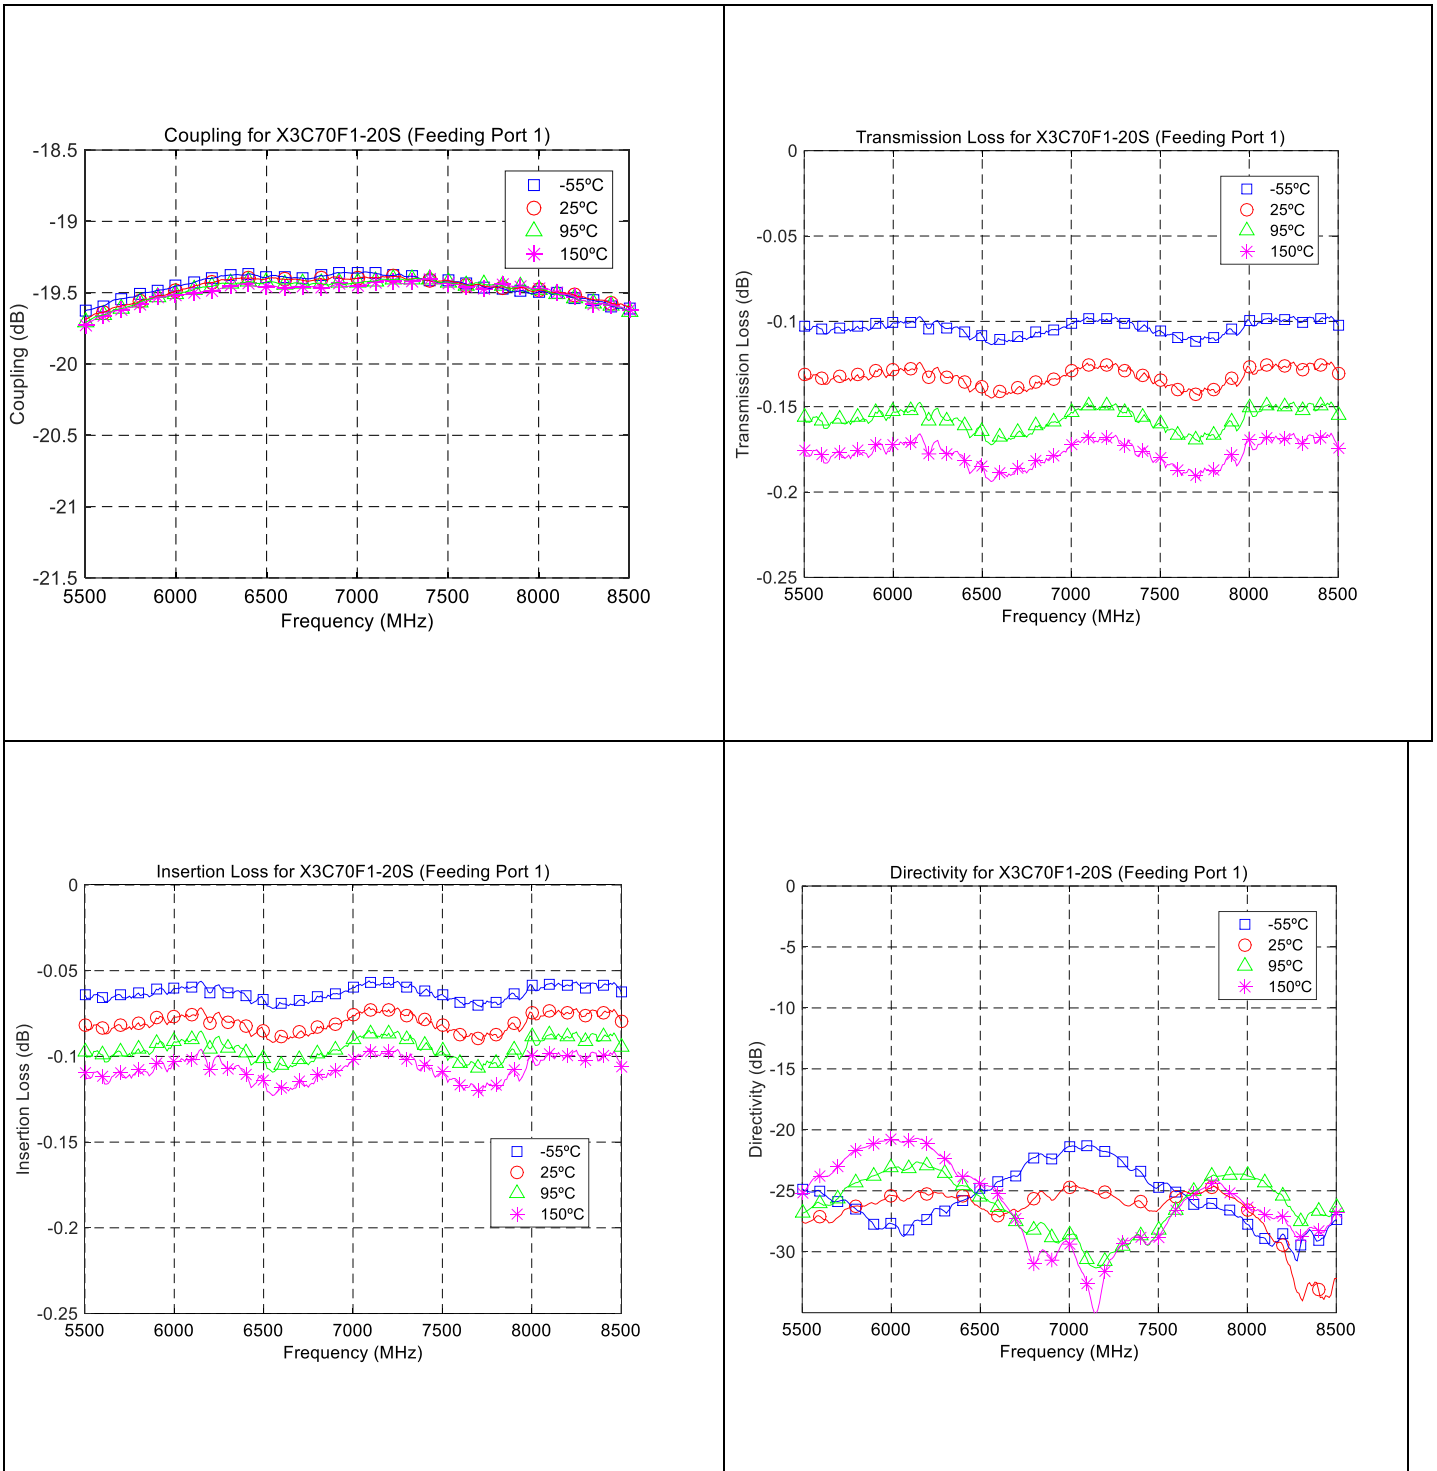 Coupling for X3C70F1-20S (Feeding Port 1)
-18.5
-19
-19.5
-20
-20.5
-21
-21.5
Coupling (dB)
5500 6000 6500 7000 7500 8000 8500
Frequency (MHz)
-55ºC
25ºC
95ºC
150ºC
Transmission Loss for X3C70F1-20S (Feeding Port 1)
0
-0.05
-0.1
-0.15
-0.2
-0.25
Transmission Loss (dB)
5500 6000 6500 7000 7500 8000 8500
Frequency (MHz)
-55ºC
25ºC
95ºC
150ºC
Insertion Loss for X3C70F1-20S (Feeding Port 1)
0
-0.05
-0.1
-0.15
-0.2
-0.25
Insertion Loss (dB)
5500 6000 6500 7000 7500 8000 8500
Frequency (MHz)
-55ºC
25ºC
95ºC
150ºC
Directivity for X3C70F1-20S (Feeding Port 1)
0
-5
-10
-15
-20
-25
-30
Directivity (dB)
5500 6000 6500 7000 7500 8000 8500
Frequency (MHz)
-55ºC
25ºC
95ºC
150ºC